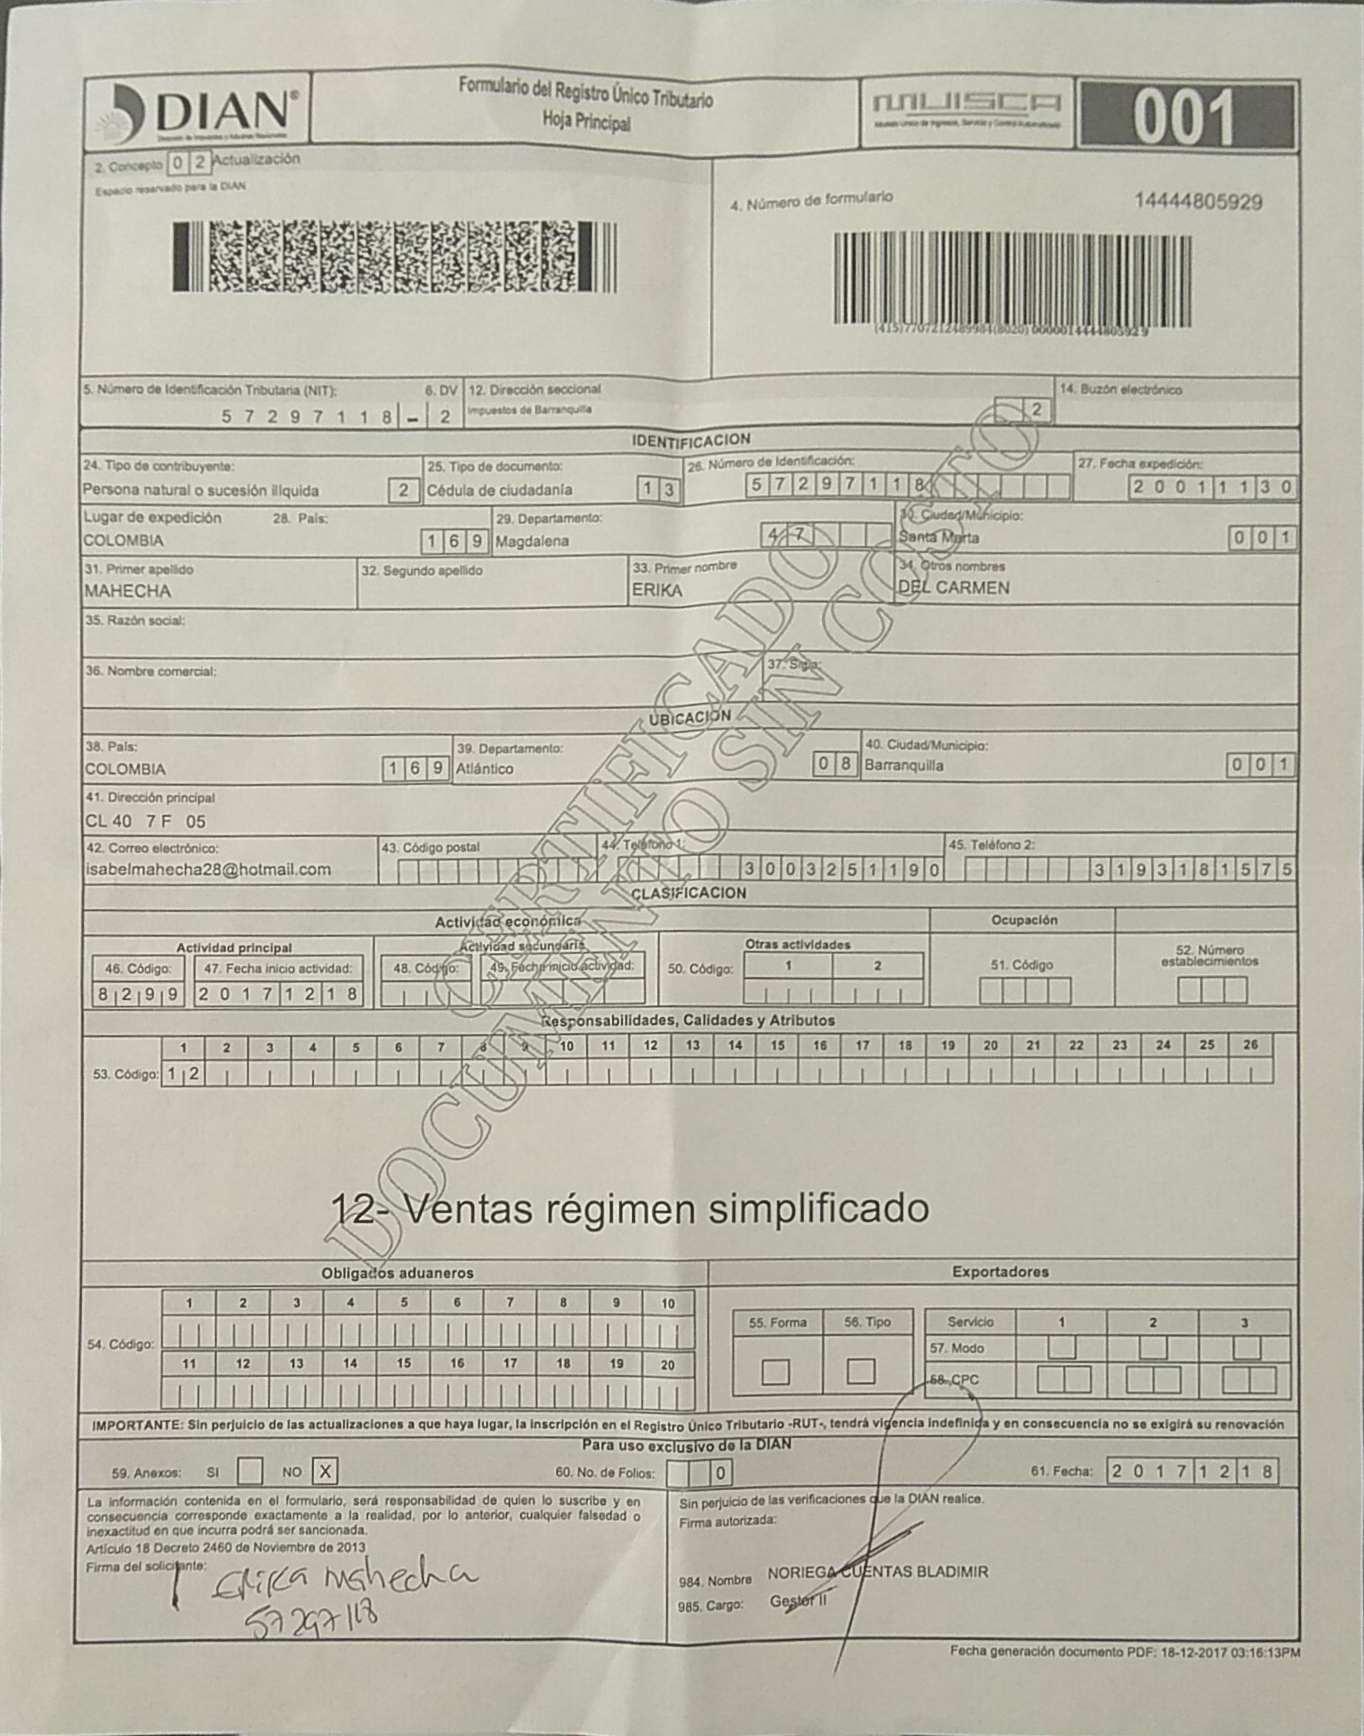 DIAN®
Dirección de Impuestos y Aduanas Nacionales
Formulario del Registro Único Tributario
Hoja Principal
MUISCA
Modelo Único de Ingresos, Servicio y Control Automatizado
001
2. Concepto 0 2 Actualización
Espacio reservado para la DIAN
4. Número de formulario 14444805929
(415)7707212489984(8020) 0000014444805929
5. Número de Identificación Tributaria (NIT): 6. DV 12. Dirección seccional 14. Buzón electrónico
5 7 2 9 7 1 1 8 - 2 Impuestos de Barranquilla 2
IDENTIFICACION
24. Tipo de contribuyente: 25. Tipo de documento: 26. Número de Identificación: 27. Fecha expedición:
Persona natural o sucesión ilíquida 2 Cédula de ciudadanía 1 3 5 7 2 9 7 1 1 8 2 0 0 1 1 1 3 0
Lugar de expedición 28. País: 29. Departamento: 30. Ciudad/Municipio:
COLOMBIA 1 6 9 Magdalena 4 7 Santa Marta 0 0 1
31. Primer apellido 32. Segundo apellido 33. Primer nombre 34. Otros nombres
MAHECHA ERIKA DEL CARMEN
35. Razón social:
36. Nombre comercial: 37. Sigla:
UBICACION
38. País: 39. Departamento: 40. Ciudad/Municipio:
COLOMBIA 1 6 9 Atlántico 0 8 Barranquilla 0 0 1
41. Dirección principal
CL 40 7 F 05
42. Correo electrónico: 43. Código postal 44. Teléfono 1: 45. Teléfono 2:
isabelmahecha28@hotmail.com 3 0 0 3 2 5 1 1 9 0 3 1 9 3 1 8 1 5 7 5
CLASIFICACION
Actividad económica Ocupación
Actividad principal Actividad secundaria Otras actividades 52. Número establecimientos
46. Código: 47. Fecha inicio actividad: 48. Código: 49. Fecha inicio actividad: 50. Código: 1 2 51. Código
8 2 9 9 2 0 1 7 1 2 1 8
Responsabilidades, Calidades y Atributos
1 2 3 4 5 6 7 8 9 10 11 12 13 14 15 16 17 18 19 20 21 22 23 24 25 26
53. Código: 1 2
12- Ventas régimen simplificado
CERTIFICADO
DOCUMENTO SIN COSTO
Obligados aduaneros Exportadores
1 2 3 4 5 6 7 8 9 10
55. Forma 56. Tipo Servicio 1 2 3
54. Código:
57. Modo
11 12 13 14 15 16 17 18 19 20
58. CPC
IMPORTANTE: Sin perjuicio de las actualizaciones a que haya lugar, la inscripción en el Registro Único Tributario -RUT-, tendrá vigencia indefinida y en consecuencia no se exigirá su renovación
Para uso exclusivo de la DIAN
59. Anexos: SI NO X 60. No. de Folios: 0 61. Fecha: 2 0 1 7 1 2 1 8
La información contenida en el formulario, será responsabilidad de quien lo suscribe y en
consecuencia corresponde exactamente a la realidad, por lo anterior, cualquier falsedad o
inexactitud en que incurra podrá ser sancionada.
Artículo 18 Decreto 2460 de Noviembre de 2013
Firma del solicitante:
Erika Mahecha
57297118
Sin perjuicio de las verificaciones que la DIAN realice.
Firma autorizada:
984. Nombre NORIEGA CUENTAS BLADIMIR
985. Cargo: Gestor II
Fecha generación documento PDF: 18-12-2017 03:16:13PM